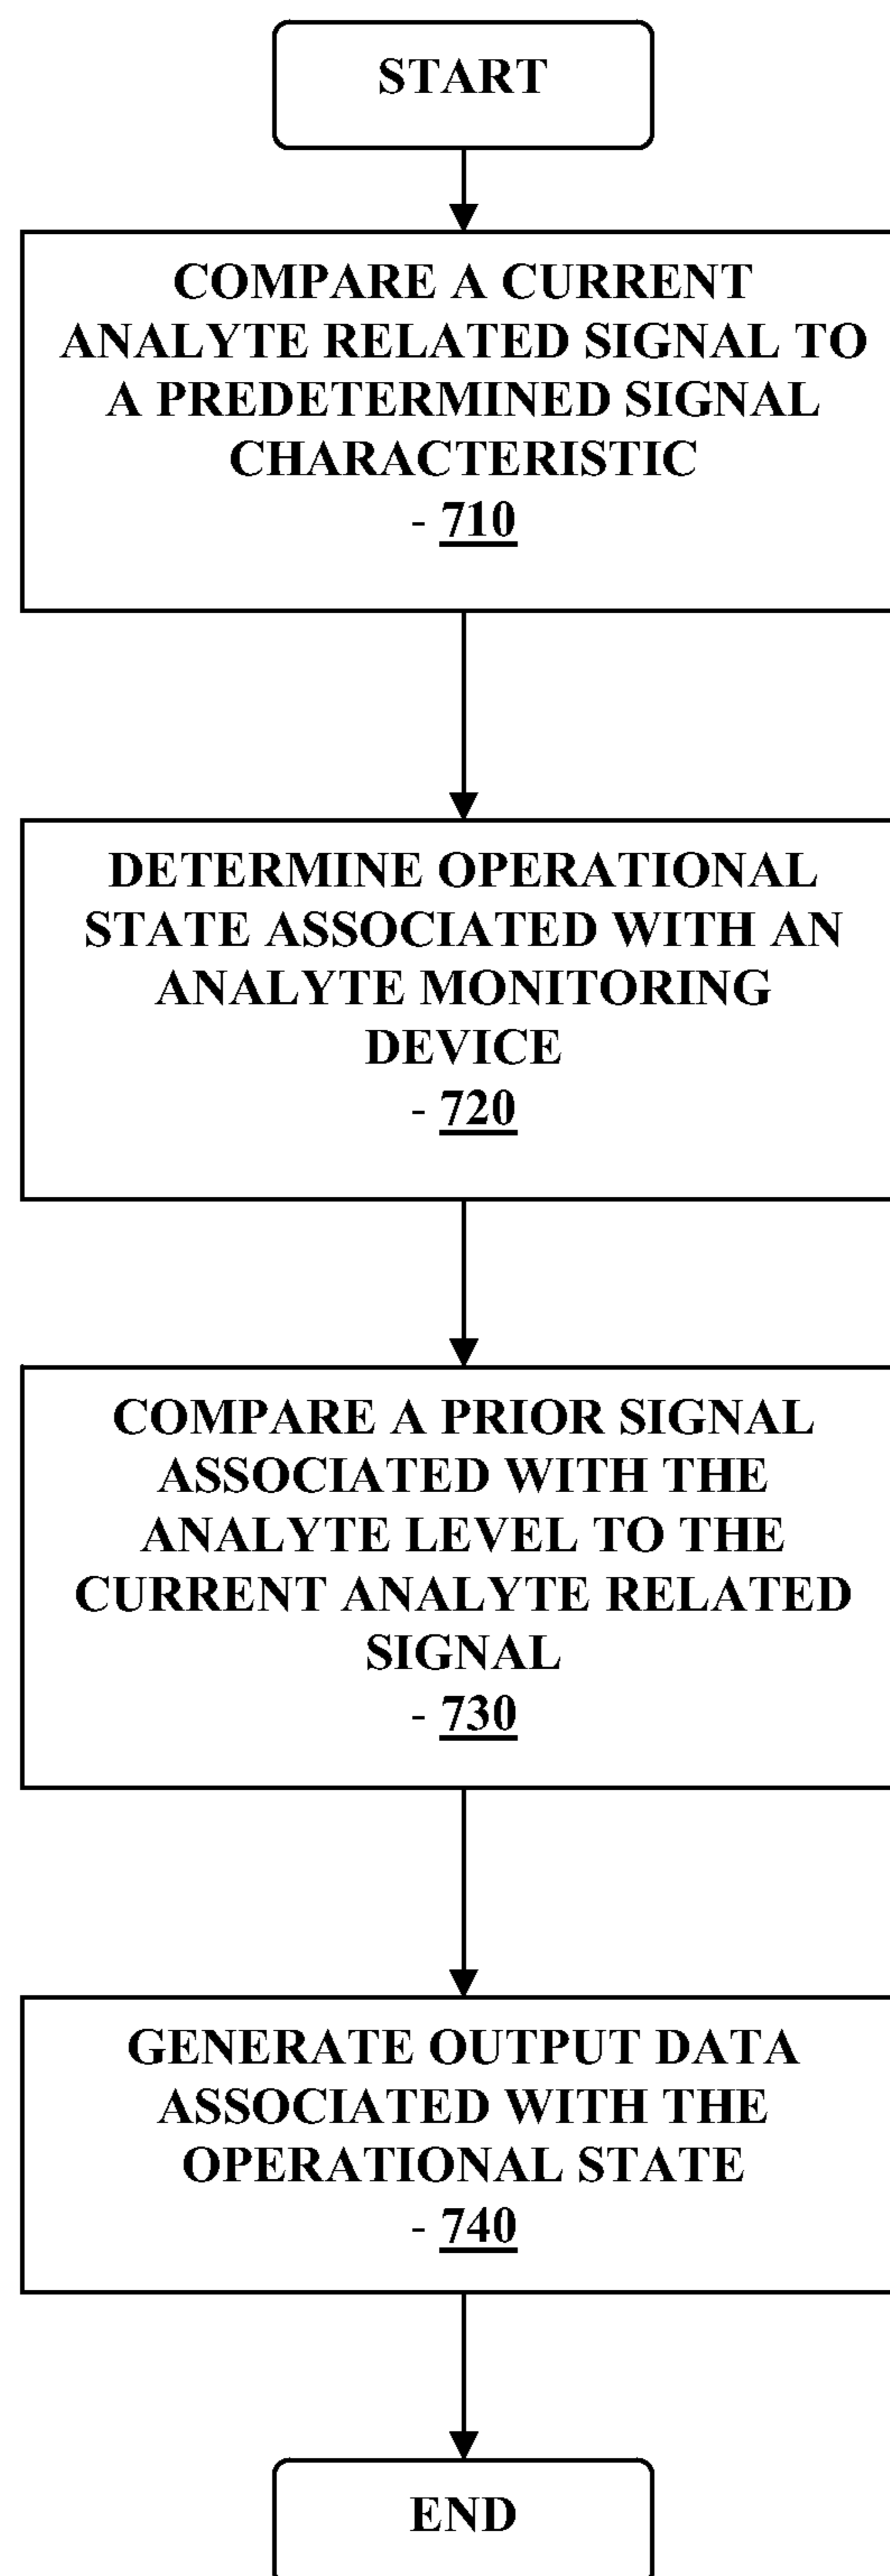 START
COMPARE A CURRENT
ANALYTE RELATED SIGNAL TO
A PREDETERMINED SIGNAL
CHARACTERISTIC
- 710
DETERMINE OPERATIONAL
STATE ASSOCIATED WITH AN
ANALYTE MONITORING
DEVICE
- 720
COMPARE A PRIOR SIGNAL
ASSOCIATED WITH THE
ANALYTE LEVEL TO THE
CURRENT ANALYTE RELATED
SIGNAL
- 730
GENERATE OUTPUT DATA
ASSOCIATED WITH THE
OPERATIONAL STATE
- 740
END